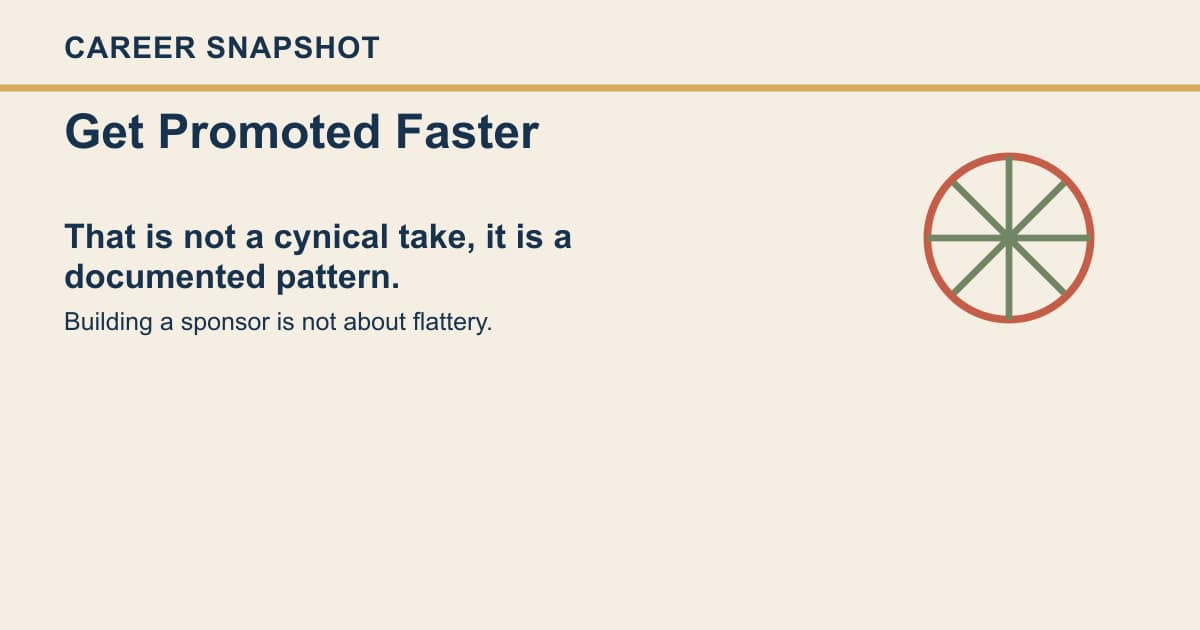 CAREER SNAPSHOT
Get Promoted Faster
That is not a cynical take, it is a
documented pattern.
Building a sponsor is not about flattery.